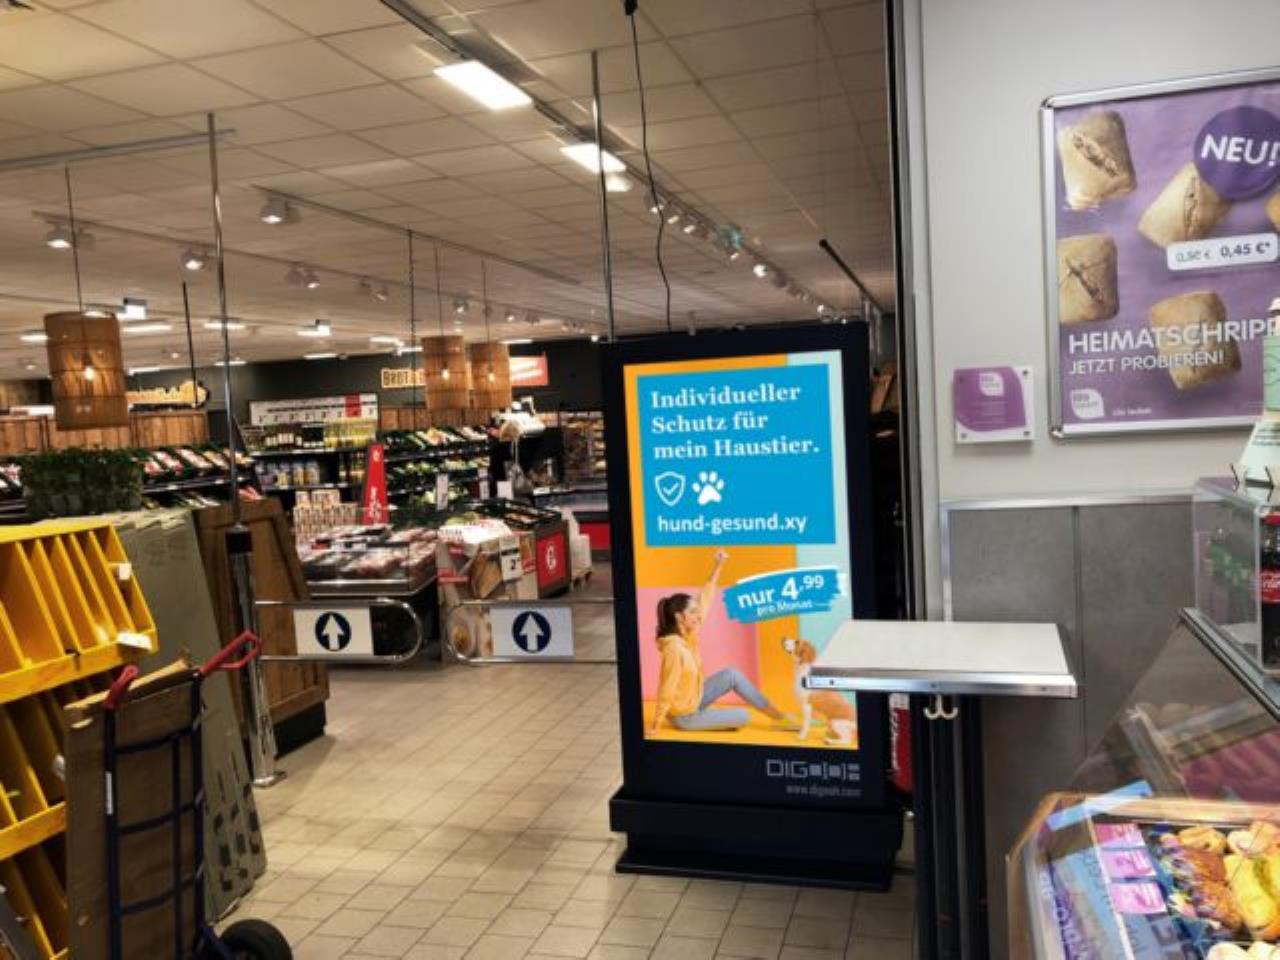 NEU!
0,45 €*
HEIMATSCHRIPP
JETZT PROBIEREN!
BROT &
Individueller
Schutz für
mein Haustier.
hund-gesund.xy
nur 4.99
pro Monat
DIGOOH
www.digooh.com